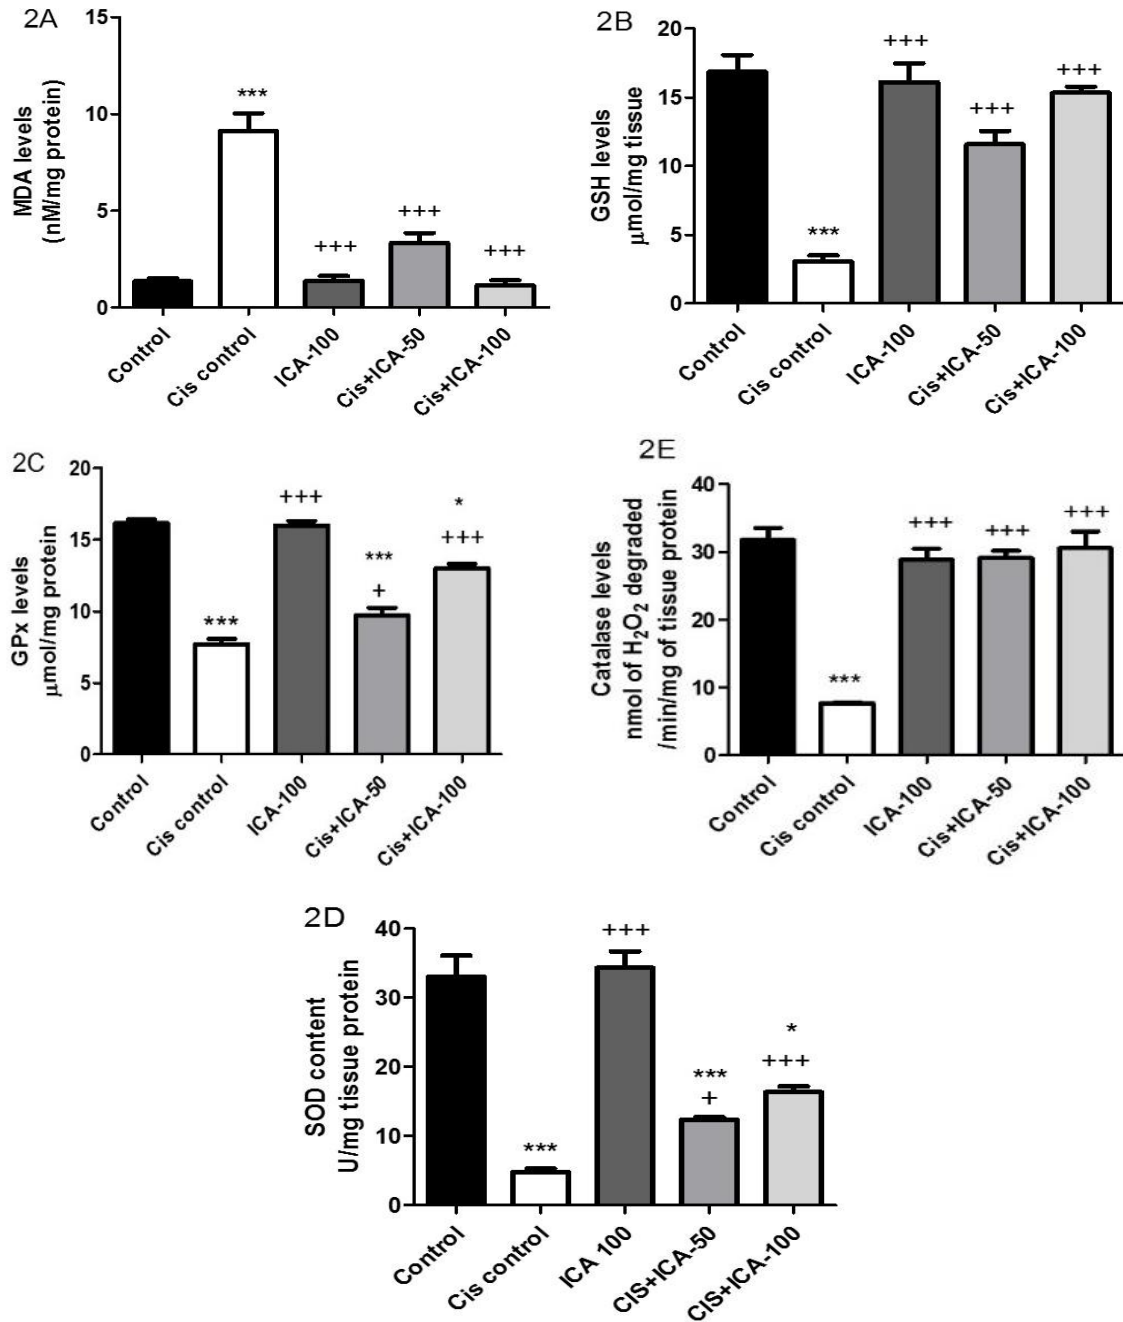 2A
MDA levels
(nM/mg protein)
15
10
5
0
***
+++
+++
+++
Control
Cis control
ICA-100
Cis+ICA-50
Cis+ICA-100
2B
GSH levels
µmol/mg tissue
20
15
10
5
0
***
+++
+++
+++
Control
Cis control
ICA-100
Cis+ICA-50
Cis+ICA-100
2C
GPx levels
µmol/mg protein
20
15
10
5
0
***
+++
***
+
*
+++
Control
Cis control
ICA-100
Cis+ICA-50
Cis+ICA-100
2E
Catalase levels
nmol of H₂O₂ degraded
/min/mg of tissue protein
40
30
20
10
0
***
+++
+++
+++
Control
Cis control
ICA-100
Cis+ICA-50
Cis+ICA-100
2D
SOD content
U/mg tissue protein
40
30
20
10
0
***
+++
***
+
*
+++
Control
Cis control
ICA 100
CIS+ICA-50
CIS+ICA-100